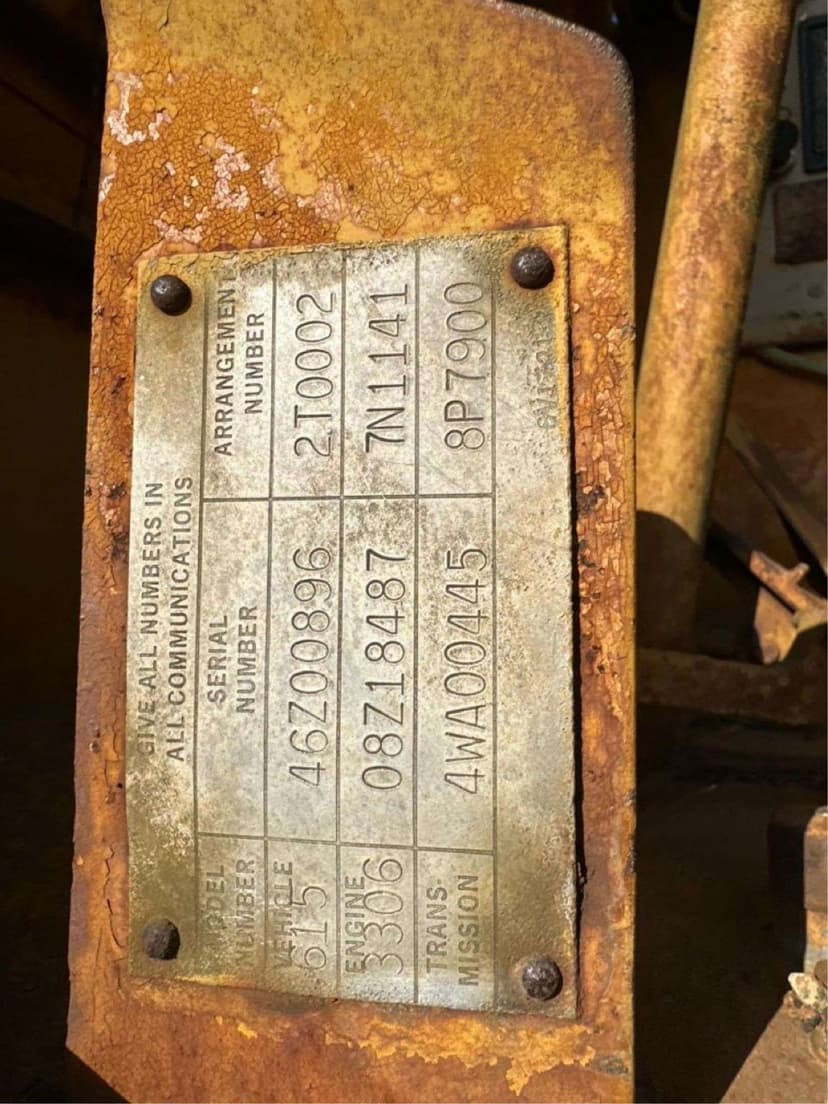 GIVE ALL NUMBERS IN
ALL COMMUNICATIONS
MODEL NUMBER SERIAL NUMBER ARRANGEMENT NUMBER
VEHICLE 615 46Z00896 2T0002
ENGINE 3306 08Z18487 7N1141
TRANS-MISSION 4WA00445 8P7900